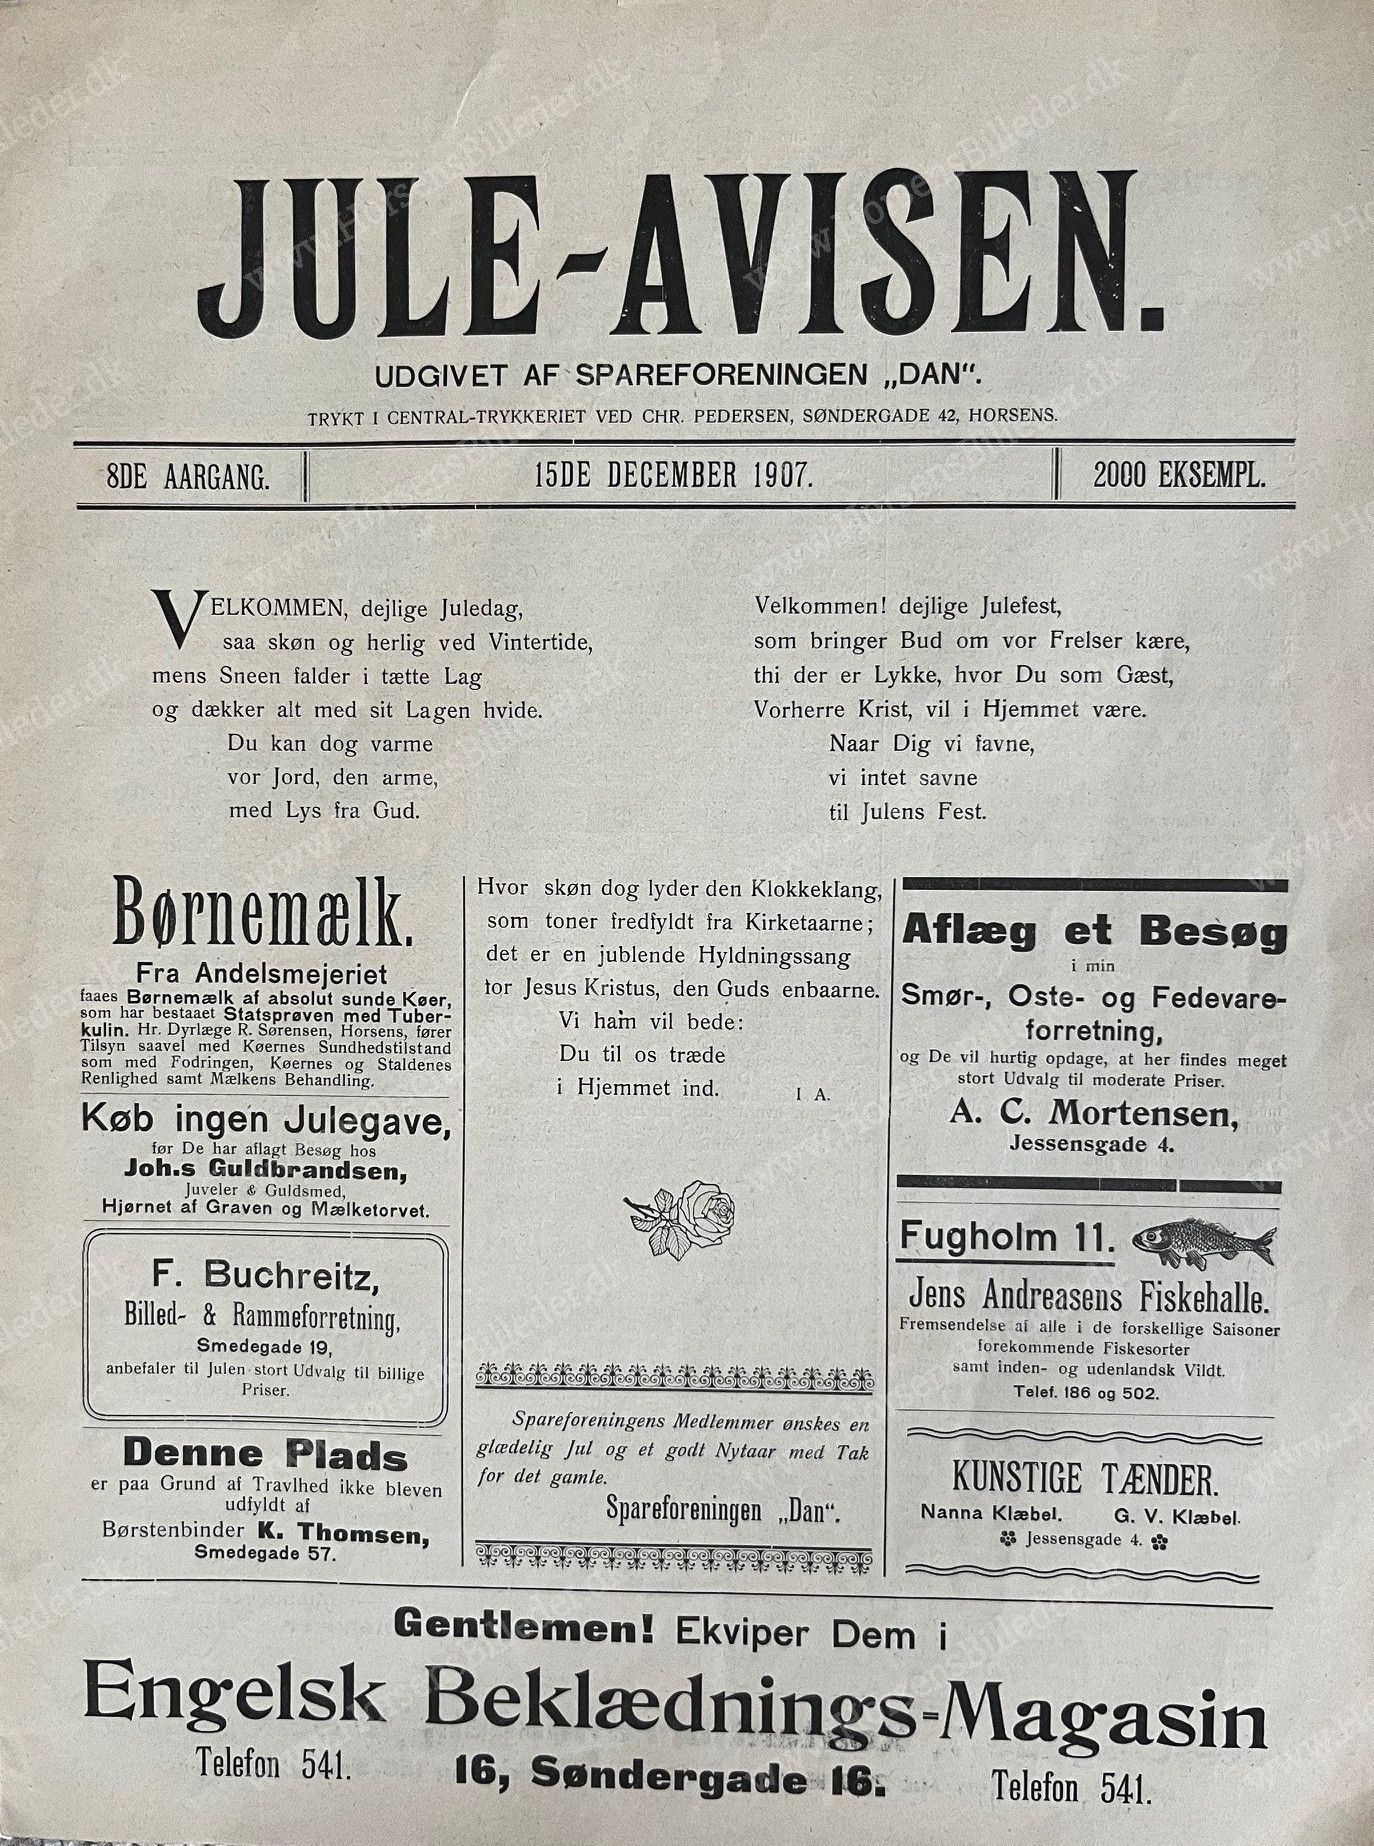 JULE-AVISEN.
UDGIVET AF SPAREFORENINGEN „DAN“.
TRYKT I CENTRAL-TRYKKERIET VED CHR. PEDERSEN, SØNDERGADE 42, HORSENS.
8DE AARGANG.
15DE DECEMBER 1907.
2000 EKSEMPL.
VELKOMMEN, dejlige Juledag,
saa skøn og herlig ved Vintertide,
mens Sneen falder i tætte Lag
og dækker alt med sit Lagen hvide.
Du kan dog varme
vor Jord, den arme,
med Lys fra Gud.
Velkommen! dejlige Julefest,
som bringer Bud om vor Frelser kære,
thi der er Lykke, hvor Du som Gæst,
Vorherre Krist, vil i Hjemmet være.
Naar Dig vi favne,
vi intet savne
til Julens Fest.
Børnemælk.
Fra Andelsmejeriet
faaes Børnemælk af absolut sunde Køer,
som har bestaaet Statsprøven med Tuber-
kulin. Hr. Dyrlæge R. Sørensen, Horsens, fører
Tilsyn saavel med Køernes Sundhedstilstand
som med Fodringen, Køernes og Staldenes
Renlighed samt Mælkens Behandling.
Køb ingen Julegave,
før De har aflagt Besøg hos
Joh.s Guldbrandsen,
Juveler & Guldsmed,
Hjørnet af Graven og Mælketorvet.
F. Buchreitz,
Billed- & Rammeforretning,
Smedegade 19,
anbefaler til Julen stort Udvalg til billige
Priser.
Denne Plads
er paa Grund af Travlhed ikke bleven
udfyldt af
Børstenbinder K. Thomsen,
Smedegade 57.
Hvor skøn dog lyder den Klokkeklang,
som toner fredfyldt fra Kirketaarne;
det er en jublende Hyldningssang
for Jesus Kristus, den Guds enbaarne.
Vi ham vil bede:
Du til os træde
i Hjemmet ind.
I A.
Spareforeningens Medlemmer ønskes en
glædelig Jul og et godt Nytaar med Tak
for det gamle.
Spareforeningen „Dan“.
Aflæg et Besøg
i min
Smør-, Oste- og Fedevare-
forretning,
og De vil hurtig opdage, at her findes meget
stort Udvalg til moderate Priser.
A. C. Mortensen,
Jessensgade 4.
Fugholm 11.
Jens Andreasens Fiskehalle.
Fremsendelse af alle i de forskellige Saisoner
forekommende Fiskesorter
samt inden- og udenlandsk Vildt.
Telef. 186 og 502.
KUNSTIGE TÆNDER.
Nanna Klæbel. G. V. Klæbel.
Jessensgade 4.
Gentlemen! Ekviper Dem i
Engelsk Beklædnings-Magasin
Telefon 541.
16, Søndergade 16.
Telefon 541.
www.HorsensBilleder.dk